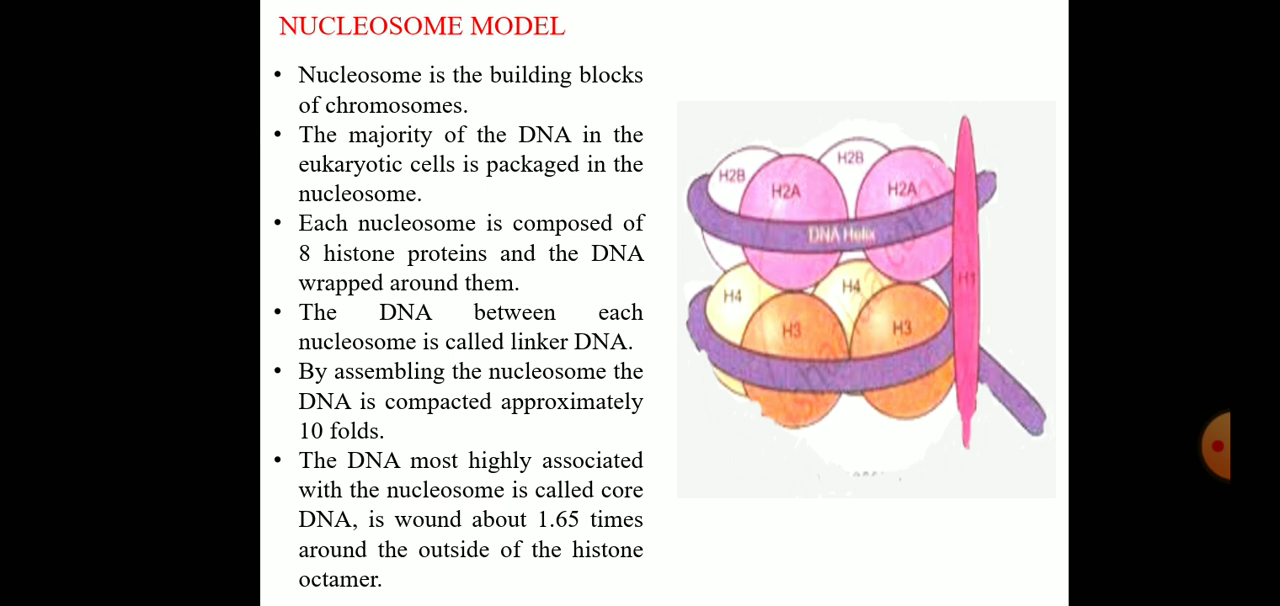 NUCLEOSOME MODEL
• Nucleosome is the building blocks
of chromosomes.
• The majority of the DNA in the
eukaryotic cells is packaged in the
nucleosome.
• Each nucleosome is composed of
8 histone proteins and the DNA
wrapped around them.
• The DNA between each
nucleosome is called linker DNA.
• By assembling the nucleosome the
DNA is compacted approximately
10 folds.
• The DNA most highly associated
with the nucleosome is called core
DNA, is wound about 1.65 times
around the outside of the histone
octamer.
H2B
H2B
H2A
H2A
DNA Helix
H1
H4
H4
H3
H3